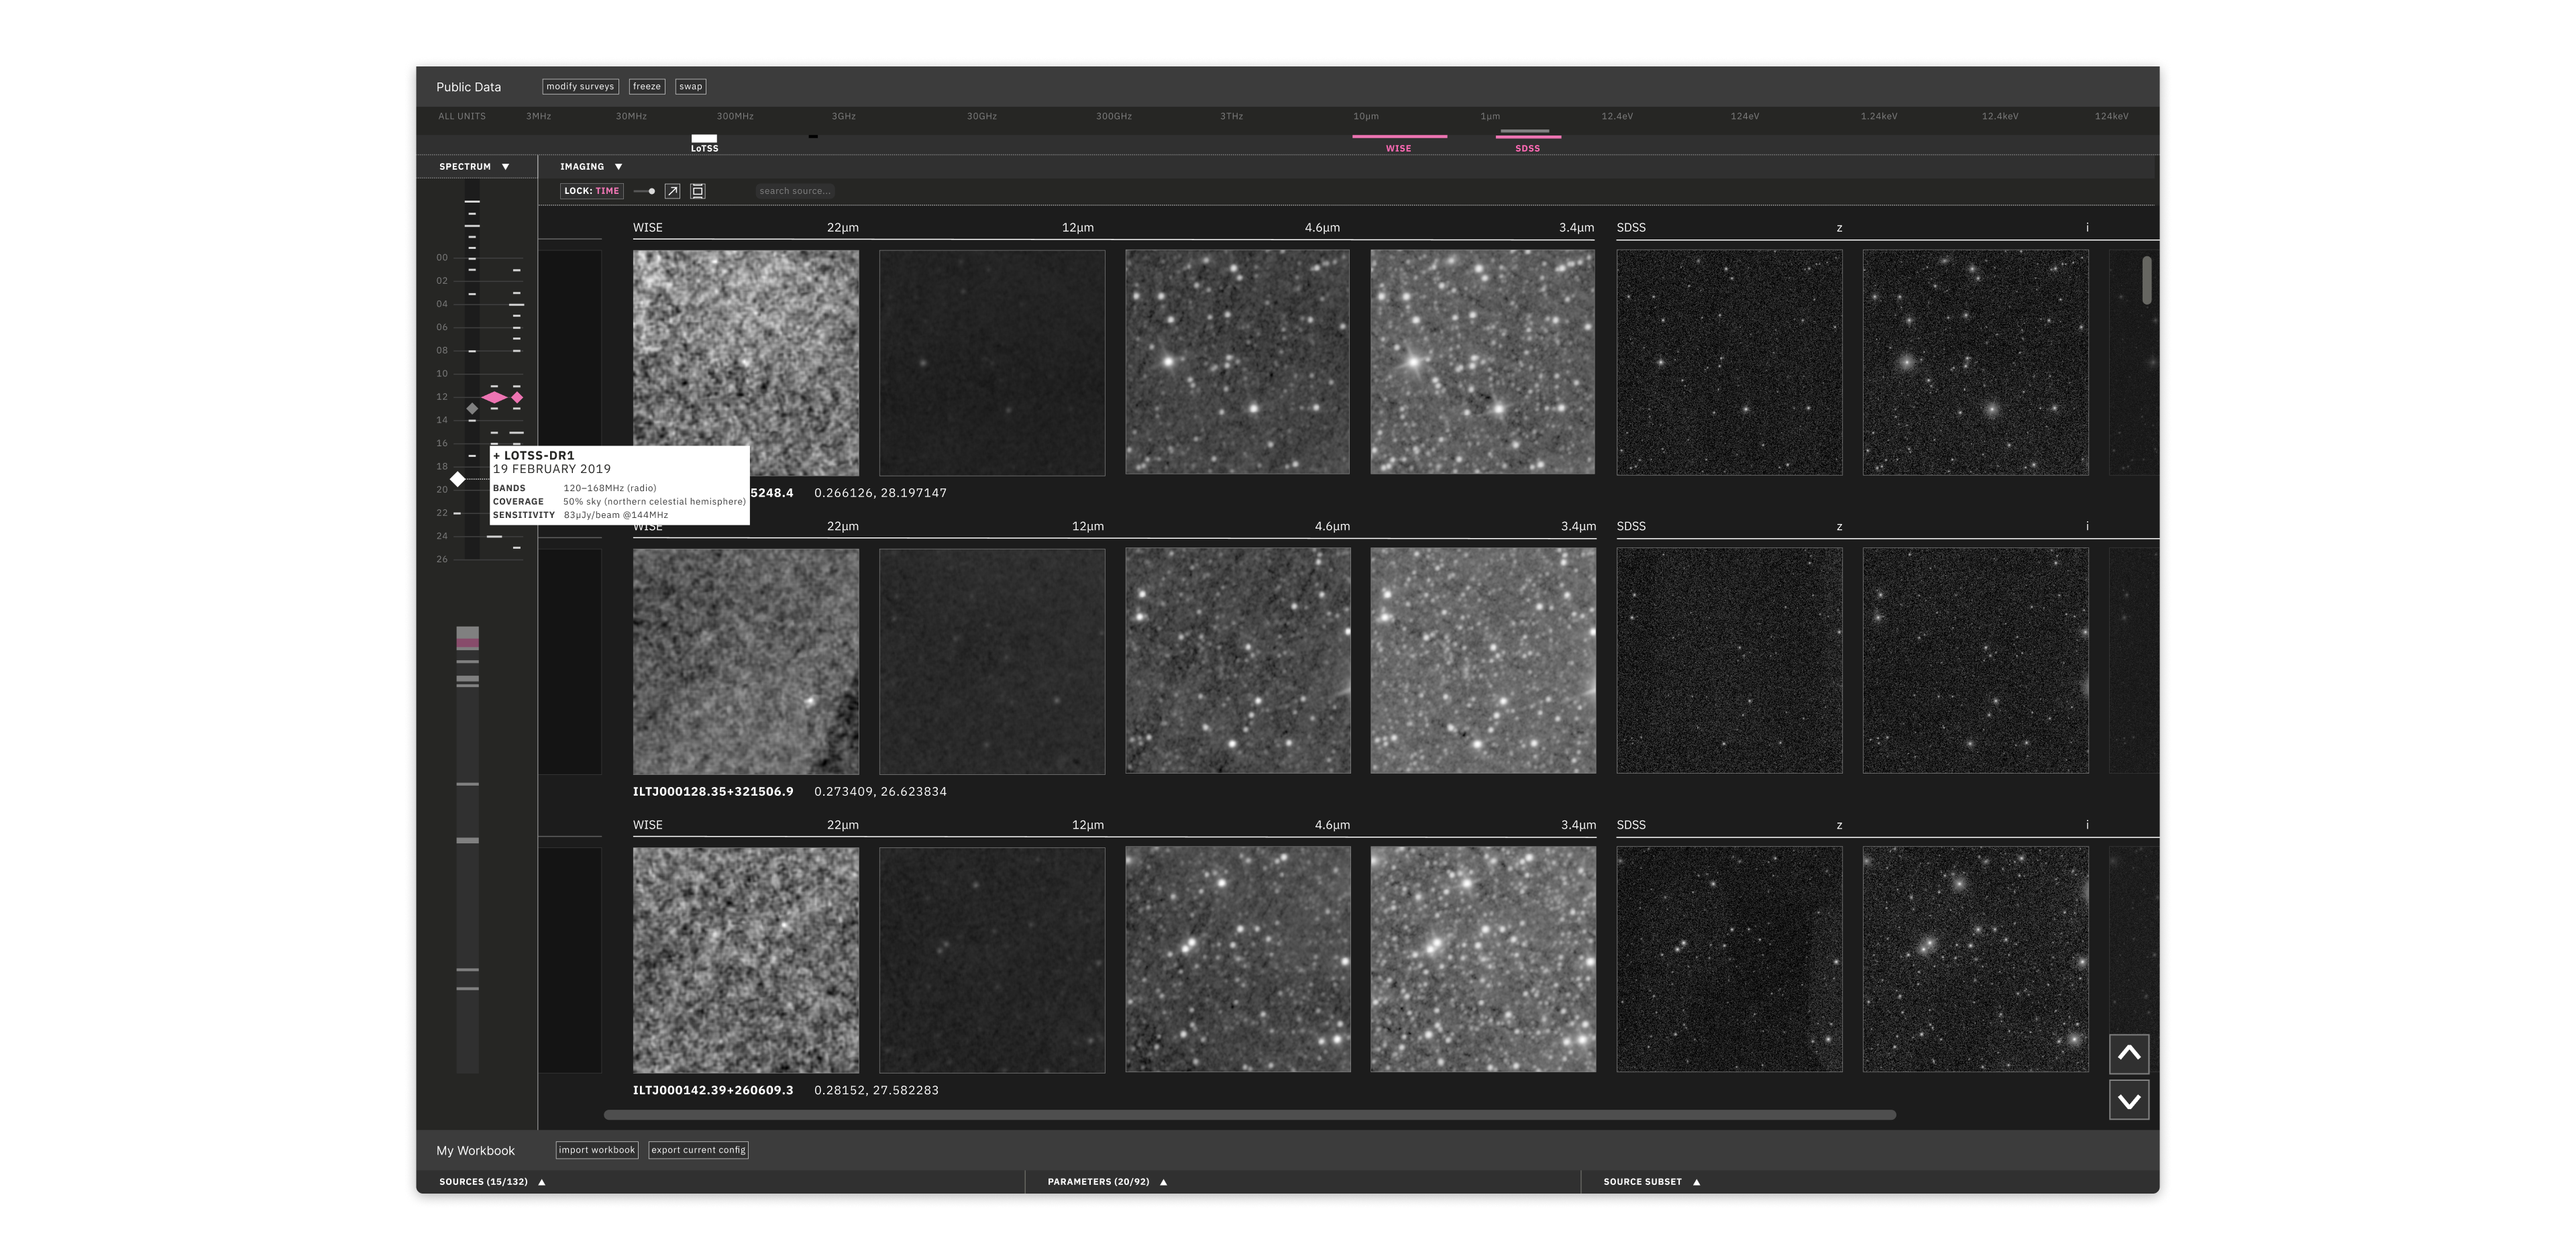 Public Data modify surveys freeze swap
ALL UNITS 3MHz 30MHz 300MHz 3GHz 30GHz 300GHz 3THz 10μm 1μm 12.4eV 124eV 1.24keV 12.4keV 124keV
LoTSS WISE SDSS
SPECTRUM ▼ IMAGING ▼
LOCK: TIME search source...
WISE 22μm 12μm 4.6μm 3.4μm SDSS z i
00
02
04
06
08
10
12
14
16
18
20
22
24
26
+ LOTSS-DR1
19 FEBRUARY 2019
BANDS 120–168MHz (radio)
COVERAGE 50% sky (northern celestial hemisphere)
SENSITIVITY 83μJy/beam @144MHz
5248.4 0.266126, 28.197147
WISE 22μm 12μm 4.6μm 3.4μm SDSS z i
ILTJ000128.35+321506.9 0.273409, 26.623834
WISE 22μm 12μm 4.6μm 3.4μm SDSS z i
ILTJ000142.39+260609.3 0.28152, 27.582283
My Workbook import workbook export current config
SOURCES (15/132) ▲ PARAMETERS (20/92) ▲ SOURCE SUBSET ▲